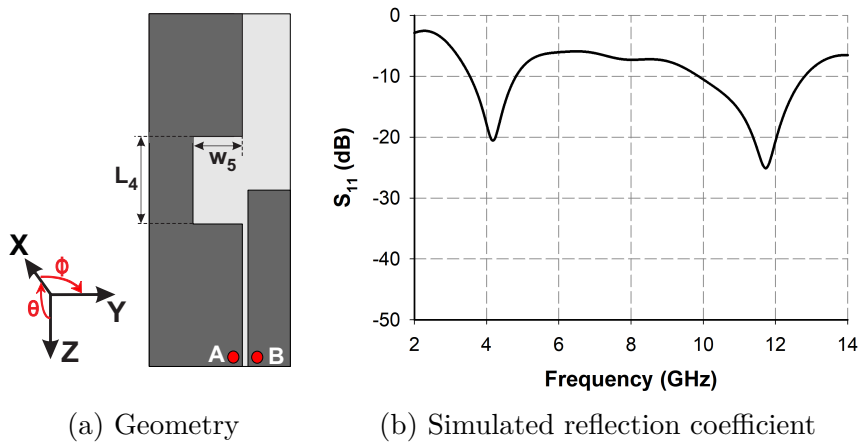 L4
w5
X
ϕ
θ
Y
Z
A
B
0
-10
-20
-30
-40
-50
S11 (dB)
2
4
6
8
10
12
14
Frequency (GHz)
(a) Geometry
(b) Simulated reflection coefficient